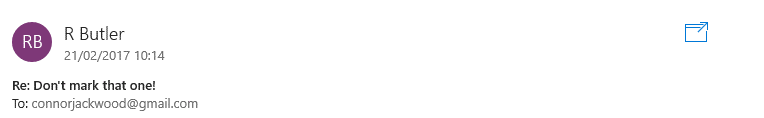 RB
R Butler
21/02/2017 10:14
Re: Don't mark that one!
To: connorjackwood@gmail.com